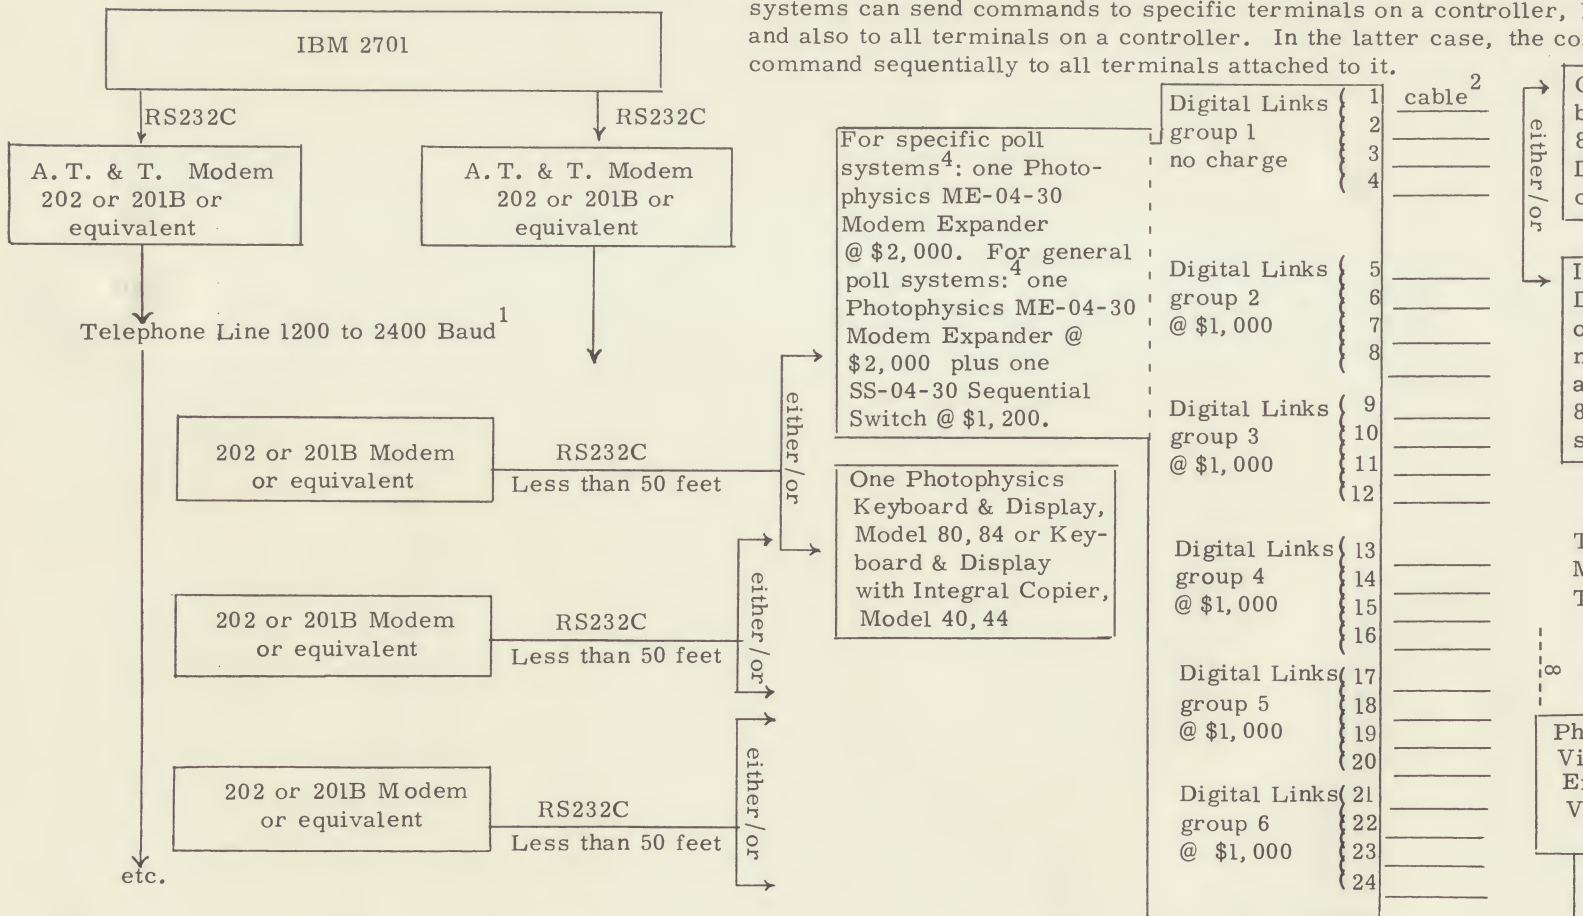 systems can send commands to specific terminals on a controller,
and also to all terminals on a controller. In the latter case, the
command sequentially to all terminals attached to it.
IBM 2701
RS232C
RS232C
A.T. & T. Modem
202 or 201B or
equivalent
A.T. & T. Modem
202 or 201B or
equivalent
Telephone Line 1200 to 2400 Baud1
etc.
202 or 201B Modem
or equivalent
RS232C
Less than 50 feet
either/or
202 or 201B Modem
or equivalent
RS232C
Less than 50 feet
either/or
202 or 201B Modem
or equivalent
RS232C
Less than 50 feet
either/or
For specific poll
systems4: one Photo-
physics ME-04-30
Modem Expander
@ $2,000. For general
poll systems:4 one
Photophysics ME-04-30
Modem Expander @
$2,000 plus one
SS-04-30 Sequential
Switch @ $1,200.
One Photophysics
Keyboard & Display,
Model 80, 84 or Key-
board & Display
with Integral Copier,
Model 40, 44
Digital Links
group 1
no charge
1
2
3
4
cable2
Digital Links
group 2
@ $1,000
5
6
7
8
Digital Links
group 3
@ $1,000
9
10
11
12
Digital Links
group 4
@ $1,000
13
14
15
16
Digital Links
group 5
@ $1,000
17
18
19
20
Digital Links
group 6
@ $1,000
21
22
23
24
either/or
8